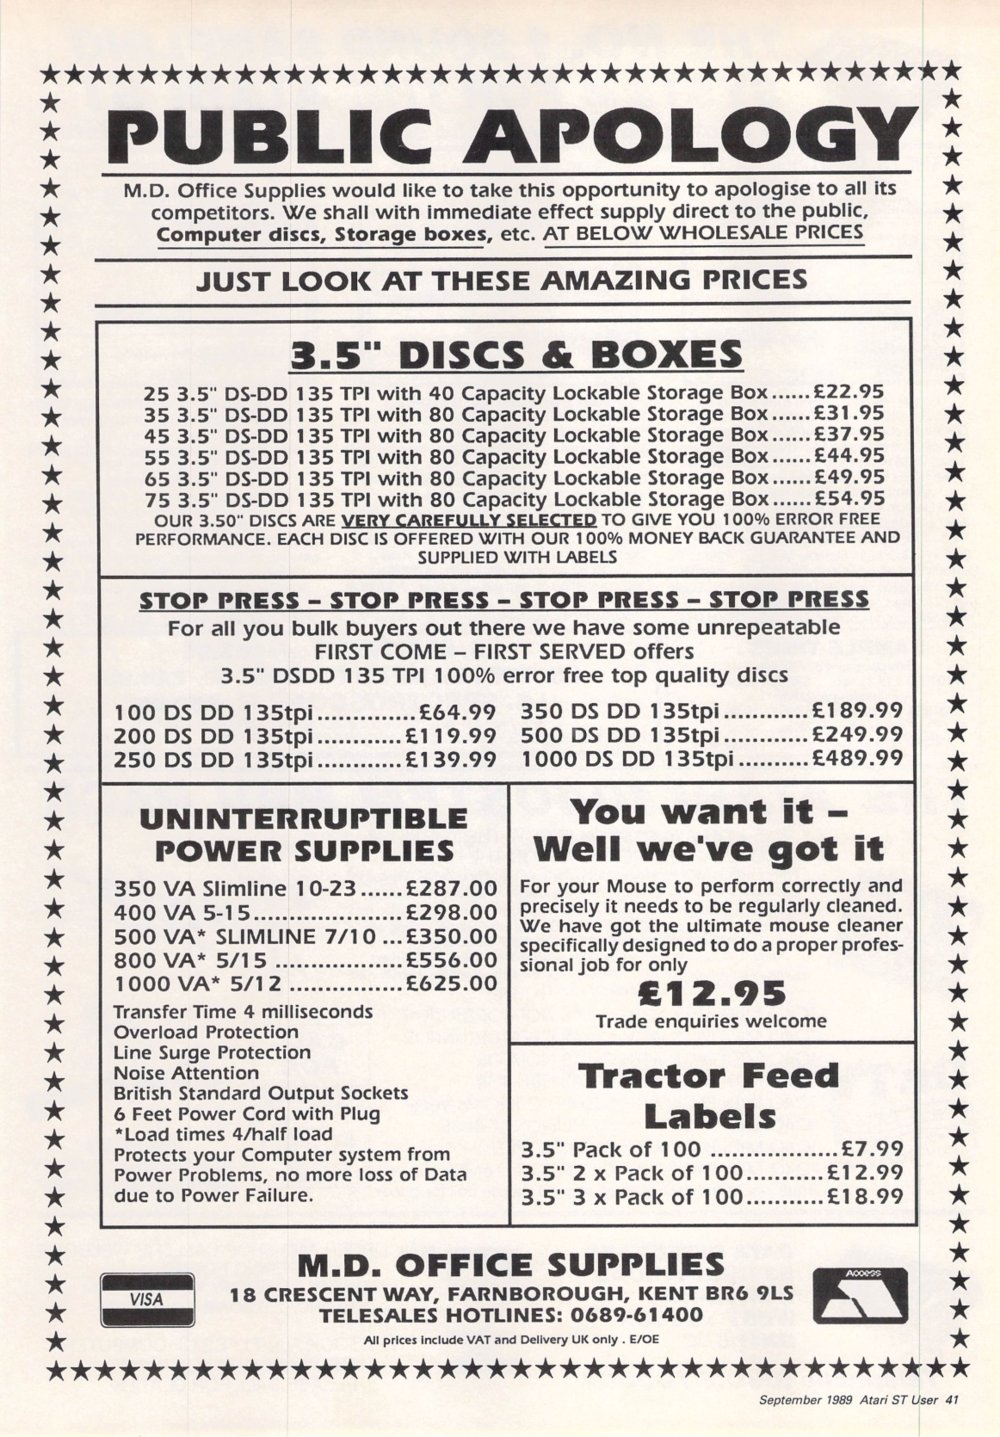 PUBLIC APOLOGY
M.D. Office Supplies would like to take this opportunity to apologise to all its
competitors. We shall with immediate effect supply direct to the public,
Computer discs, Storage boxes, etc. AT BELOW WHOLESALE PRICES
JUST LOOK AT THESE AMAZING PRICES
3.5" DISCS & BOXES
25 3.5" DS-DD 135 TPI with 40 Capacity Lockable Storage Box......£22.95
35 3.5" DS-DD 135 TPI with 80 Capacity Lockable Storage Box......£31.95
45 3.5" DS-DD 135 TPI with 80 Capacity Lockable Storage Box......£37.95
55 3.5" DS-DD 135 TPI with 80 Capacity Lockable Storage Box......£44.95
65 3.5" DS-DD 135 TPI with 80 Capacity Lockable Storage Box......£49.95
75 3.5" DS-DD 135 TPI with 80 Capacity Lockable Storage Box......£54.95
OUR 3.50" DISCS ARE VERY CAREFULLY SELECTED TO GIVE YOU 100% ERROR FREE
PERFORMANCE. EACH DISC IS OFFERED WITH OUR 100% MONEY BACK GUARANTEE AND
SUPPLIED WITH LABELS
STOP PRESS – STOP PRESS – STOP PRESS – STOP PRESS
For all you bulk buyers out there we have some unrepeatable
FIRST COME – FIRST SERVED offers
3.5" DSDD 135 TPI 100% error free top quality discs
100 DS DD 135tpi..............£64.99
200 DS DD 135tpi............£119.99
250 DS DD 135tpi............£139.99
350 DS DD 135tpi............£189.99
500 DS DD 135tpi............£249.99
1000 DS DD 135tpi..........£489.99
UNINTERRUPTIBLE
POWER SUPPLIES
350 VA Slimline 10-23......£287.00
400 VA 5-15.....................£298.00
500 VA* SLIMLINE 7/10 ...£350.00
800 VA* 5/15 ..................£556.00
1000 VA* 5/12 ................£625.00
Transfer Time 4 milliseconds
Overload Protection
Line Surge Protection
Noise Attention
British Standard Output Sockets
6 Feet Power Cord with Plug
*Load times 4/half load
Protects your Computer system from
Power Problems, no more loss of Data
due to Power Failure.
You want it –
Well we've got it
For your Mouse to perform correctly and
precisely it needs to be regularly cleaned.
We have got the ultimate mouse cleaner
specifically designed to do a proper profes-
sional job for only
£12.95
Trade enquiries welcome
Tractor Feed
Labels
3.5" Pack of 100 ..................£7.99
3.5" 2 x Pack of 100...........£12.99
3.5" 3 x Pack of 100...........£18.99
M.D. OFFICE SUPPLIES
18 CRESCENT WAY, FARNBOROUGH, KENT BR6 9LS
TELESALES HOTLINES: 0689-61400
All prices include VAT and Delivery UK only . E/OE
VISA
Access
September 1989 Atari ST User 41